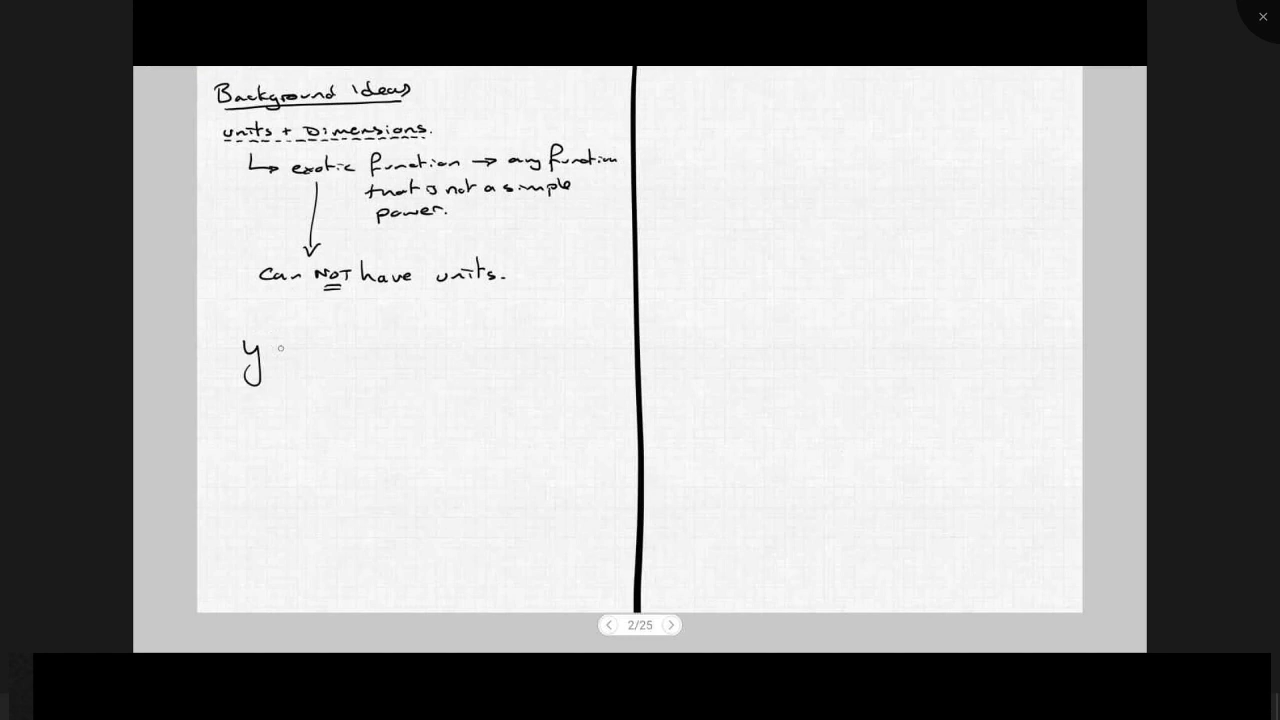 Background Ideas
units + Dimensions.
↳ exotic function → any function
that is not a simple
power.
Can NOT have units.
y
2/25